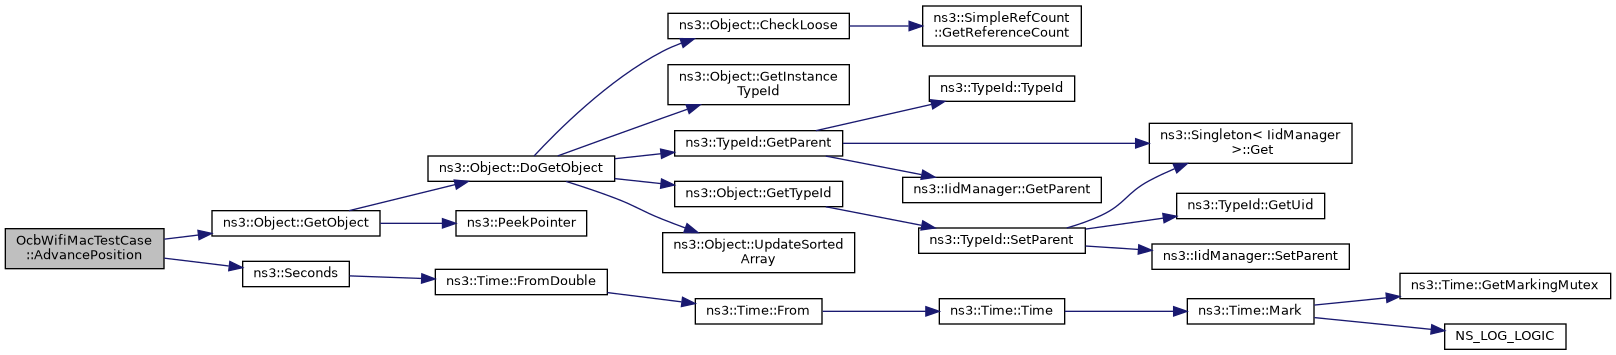 OcbWifiMacTestCase
::AdvancePosition
ns3::Object::GetObject
ns3::Seconds
ns3::Object::DoGetObject
ns3::PeekPointer
ns3::Time::FromDouble
ns3::Object::CheckLoose
ns3::Object::GetInstance
TypeId
ns3::TypeId::GetParent
ns3::Object::GetTypeId
ns3::Object::UpdateSorted
Array
ns3::Time::From
ns3::SimpleRefCount
::GetReferenceCount
ns3::TypeId::TypeId
ns3::IidManager::GetParent
ns3::TypeId::SetParent
ns3::Time::Time
ns3::Singleton< IidManager
>::Get
ns3::TypeId::GetUid
ns3::IidManager::SetParent
ns3::Time::Mark
ns3::Time::GetMarkingMutex
NS_LOG_LOGIC